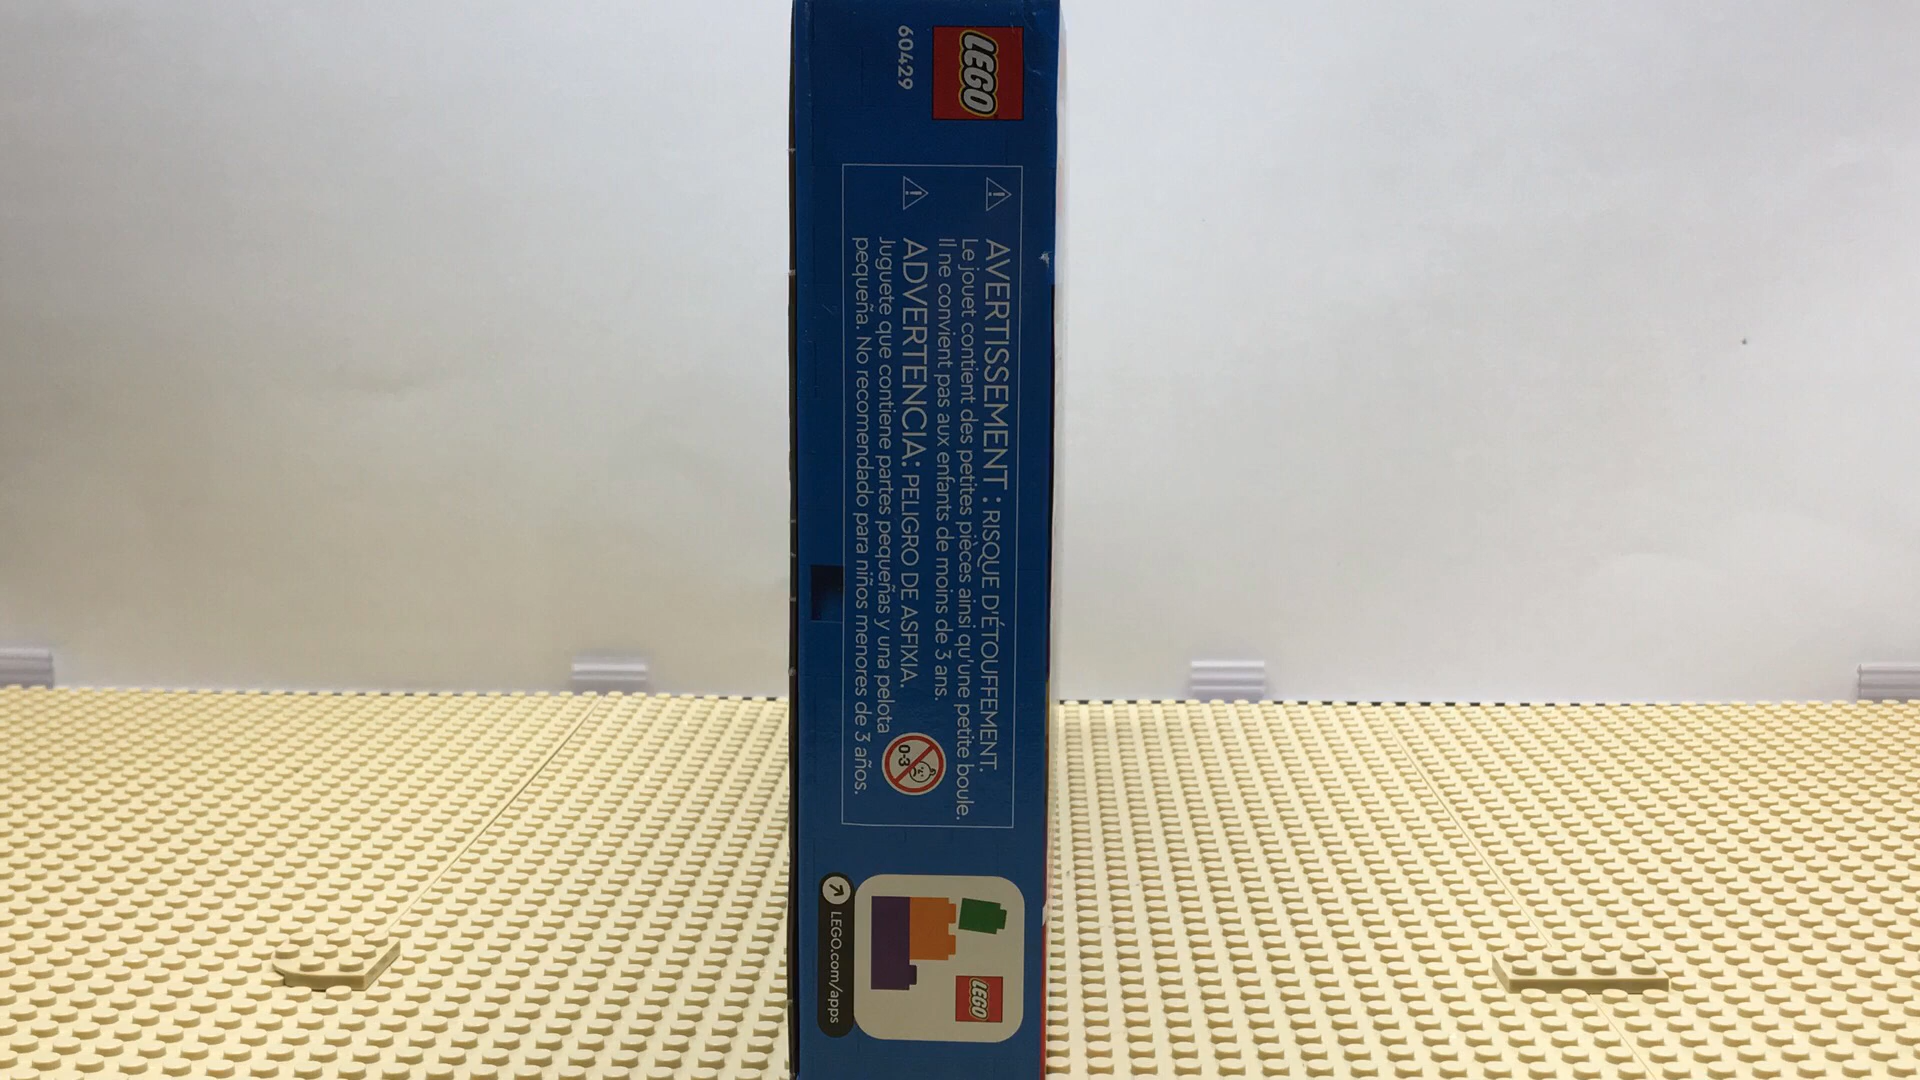 LEGO
60429
AVERTISSEMENT : RISQUE D'ÉTOUFFEMENT.
Le jouet contient des petites pièces ainsi qu'une petite boule.
Il ne convient pas aux enfants de moins de 3 ans.
ADVERTENCIA: PELIGRO DE ASFIXIA.
Juguete que contiene partes pequeñas y una pelota
pequeña. No recomendado para niños menores de 3 años.
0-3
LEGO
LEGO.com/apps